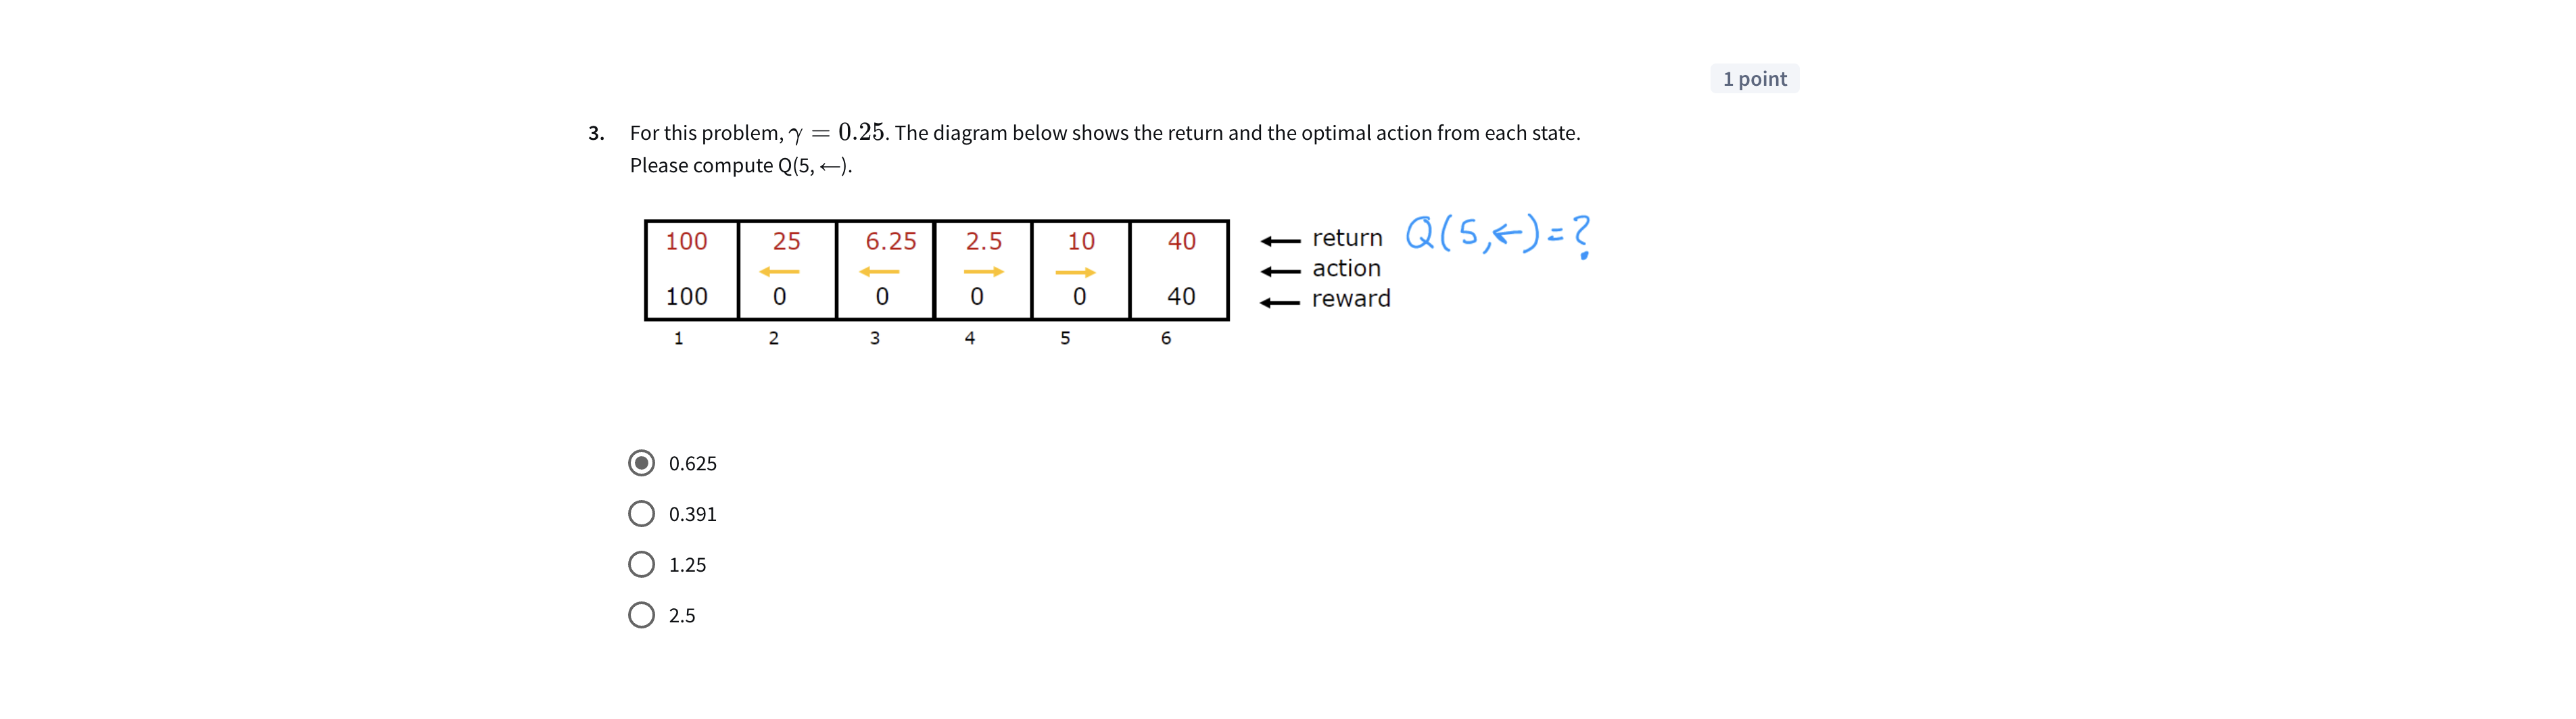 1 point
3. For this problem, γ = 0.25. The diagram below shows the return and the optimal action from each state.
Please compute Q(5, ←).
100 25 6.25 2.5 10 40 ← return Q(5,←)=?
← ← → → ← action
100 0 0 0 0 40 ← reward
1 2 3 4 5 6
0.625
0.391
1.25
2.5